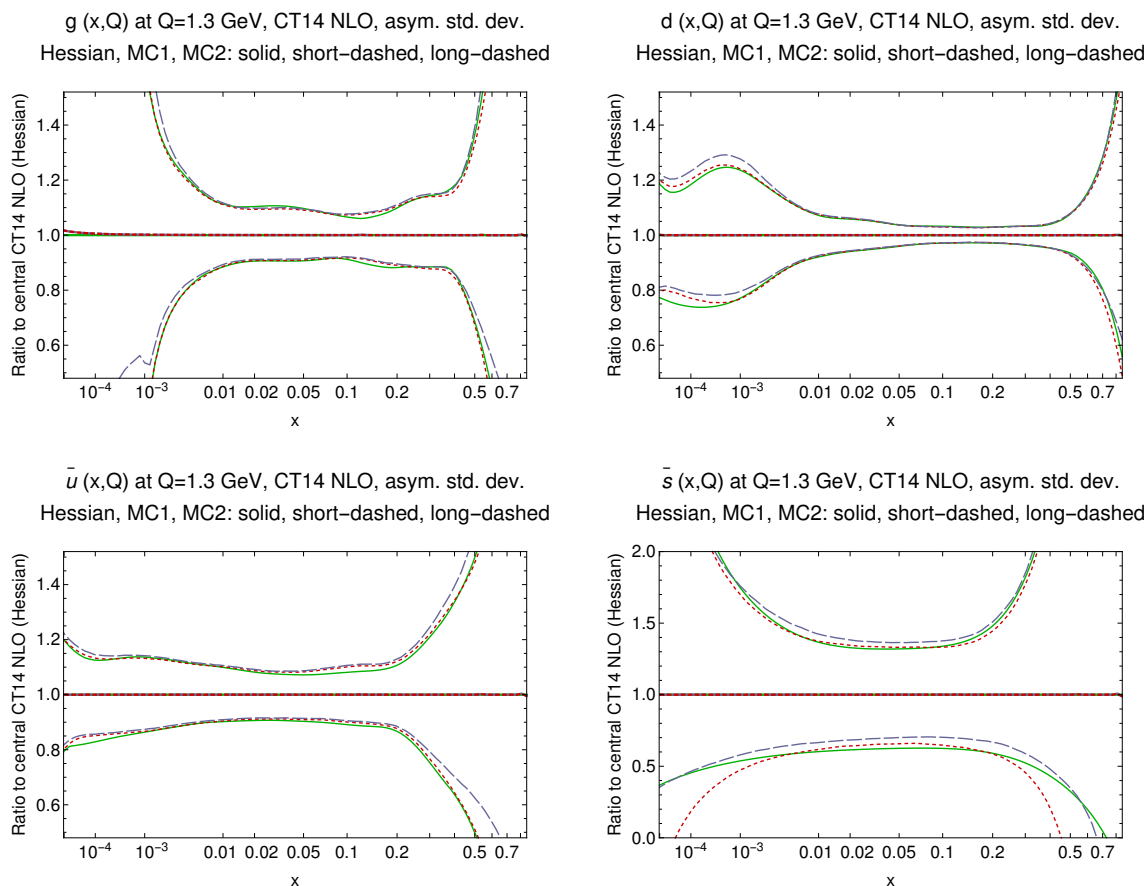 g (x,Q) at Q=1.3 GeV, CT14 NLO, asym. std. dev.
Hessian, MC1, MC2: solid, short-dashed, long-dashed
Ratio to central CT14 NLO (Hessian)
1.4
1.2
1.0
0.8
0.6
10⁻⁴ 10⁻³ 0.01 0.02 0.05 0.1 0.2 0.5 0.7
x
d (x,Q) at Q=1.3 GeV, CT14 NLO, asym. std. dev.
Hessian, MC1, MC2: solid, short-dashed, long-dashed
Ratio to central CT14 NLO (Hessian)
1.4
1.2
1.0
0.8
0.6
10⁻⁴ 10⁻³ 0.01 0.02 0.05 0.1 0.2 0.5 0.7
x
ū (x,Q) at Q=1.3 GeV, CT14 NLO, asym. std. dev.
Hessian, MC1, MC2: solid, short-dashed, long-dashed
Ratio to central CT14 NLO (Hessian)
1.4
1.2
1.0
0.8
0.6
10⁻⁴ 10⁻³ 0.01 0.02 0.05 0.1 0.2 0.5 0.7
x
s̄ (x,Q) at Q=1.3 GeV, CT14 NLO, asym. std. dev.
Hessian, MC1, MC2: solid, short-dashed, long-dashed
Ratio to central CT14 NLO (Hessian)
2.0
1.5
1.0
0.5
0.0
10⁻⁴ 10⁻³ 0.01 0.02 0.05 0.1 0.2 0.5 0.7
x